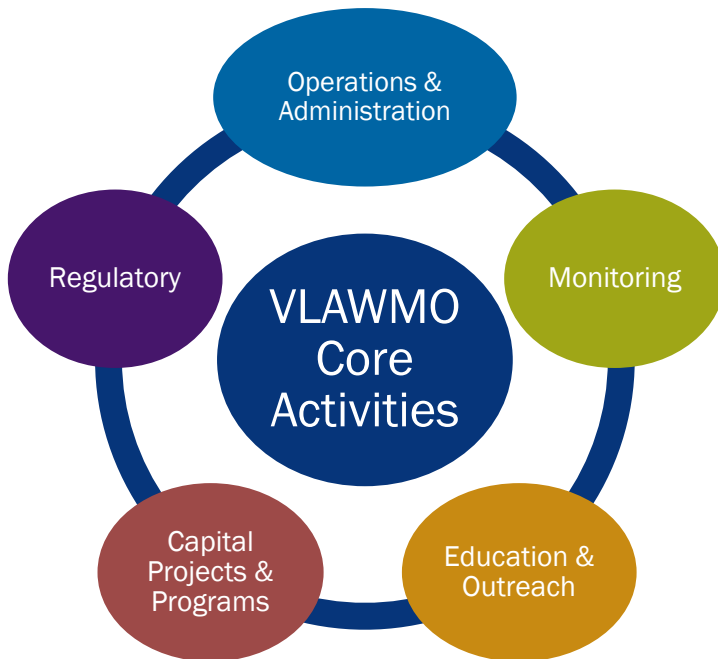 Operations &
Administration
Regulatory
Monitoring
VLAWMO
Core
Activities
Capital
Projects &
Programs
Education &
Outreach